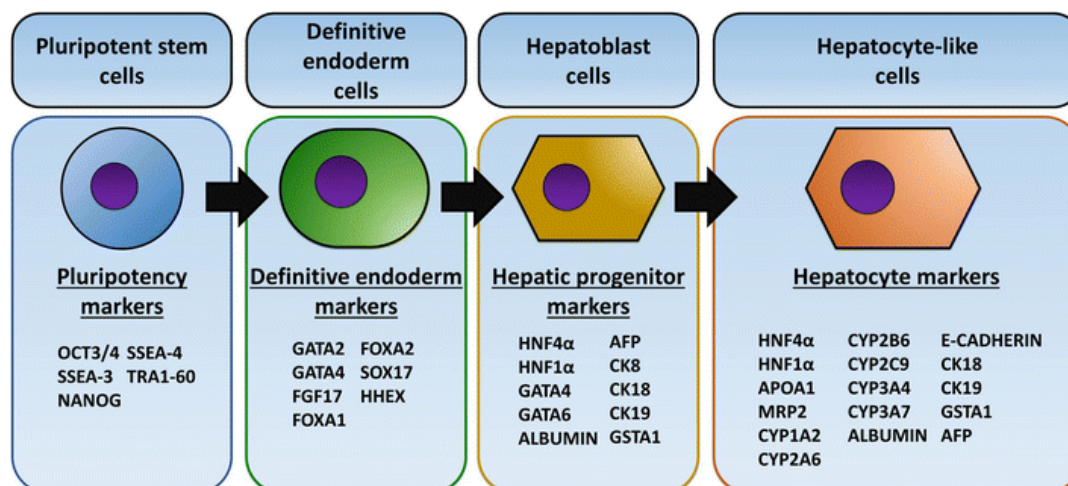 Pluripotent stem
cells
Definitive
endoderm
cells
Hepatoblast
cells
Hepatocyte-like
cells
Pluripotency
markers
OCT3/4 SSEA-4
SSEA-3 TRA1-60
NANOG
Definitive endoderm
markers
GATA2 FOXA2
GATA4 SOX17
FGF17 HHEX
FOXA1
Hepatic progenitor
markers
HNF4α AFP
HNF1α CK8
GATA4 CK18
GATA6 CK19
ALBUMIN GSTA1
Hepatocyte markers
HNF4α CYP2B6 E-CADHERIN
HNF1α CYP2C9 CK18
APOA1 CYP3A4 CK19
MRP2 CYP3A7 GSTA1
CYP1A2 ALBUMIN AFP
CYP2A6